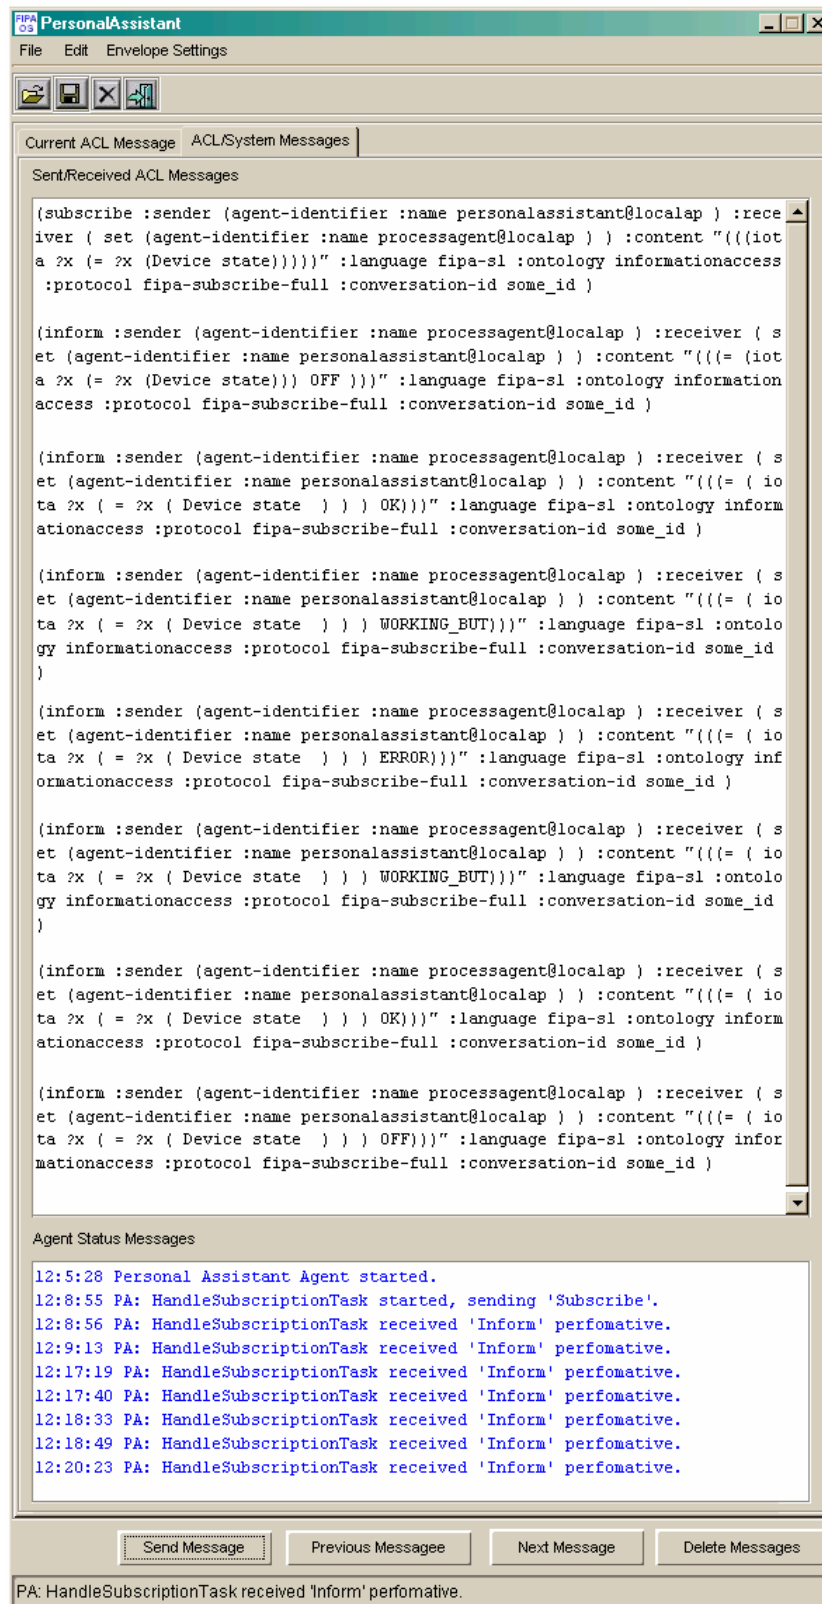 FIPA OS PersonalAssistant
File Edit Envelope Settings
Current ACL Message ACL/System Messages
Sent/Received ACL Messages
(subscribe :sender (agent-identifier :name personalassistant@localap ) :rece
iver ( set (agent-identifier :name processagent@localap ) ) :content "(((iot
a ?x (= ?x (Device state)))))" :language fipa-sl :ontology informationaccess
:protocol fipa-subscribe-full :conversation-id some_id )
(inform :sender (agent-identifier :name processagent@localap ) :receiver ( s
et (agent-identifier :name personalassistant@localap ) ) :content "(((= (iot
a ?x (= ?x (Device state))) OFF )))" :language fipa-sl :ontology information
access :protocol fipa-subscribe-full :conversation-id some_id )
(inform :sender (agent-identifier :name processagent@localap ) :receiver ( s
et (agent-identifier :name personalassistant@localap ) ) :content "(((= ( io
ta ?x ( = ?x ( Device state  ) ) ) OK)))" :language fipa-sl :ontology inform
ationaccess :protocol fipa-subscribe-full :conversation-id some_id )
(inform :sender (agent-identifier :name processagent@localap ) :receiver ( s
et (agent-identifier :name personalassistant@localap ) ) :content "(((= ( io
ta ?x ( = ?x ( Device state  ) ) ) WORKING_BUT)))" :language fipa-sl :ontolo
gy informationaccess :protocol fipa-subscribe-full :conversation-id some_id
)
(inform :sender (agent-identifier :name processagent@localap ) :receiver ( s
et (agent-identifier :name personalassistant@localap ) ) :content "(((= ( io
ta ?x ( = ?x ( Device state  ) ) ) ERROR)))" :language fipa-sl :ontology inf
ormationaccess :protocol fipa-subscribe-full :conversation-id some_id )
(inform :sender (agent-identifier :name processagent@localap ) :receiver ( s
et (agent-identifier :name personalassistant@localap ) ) :content "(((= ( io
ta ?x ( = ?x ( Device state  ) ) ) WORKING_BUT)))" :language fipa-sl :ontolo
gy informationaccess :protocol fipa-subscribe-full :conversation-id some_id
)
(inform :sender (agent-identifier :name processagent@localap ) :receiver ( s
et (agent-identifier :name personalassistant@localap ) ) :content "(((= ( io
ta ?x ( = ?x ( Device state  ) ) ) OK)))" :language fipa-sl :ontology inform
ationaccess :protocol fipa-subscribe-full :conversation-id some_id )
(inform :sender (agent-identifier :name processagent@localap ) :receiver ( s
et (agent-identifier :name personalassistant@localap ) ) :content "(((= ( io
ta ?x ( = ?x ( Device state  ) ) ) OFF)))" :language fipa-sl :ontology infor
mationaccess :protocol fipa-subscribe-full :conversation-id some_id )
Agent Status Messages
12:5:28 Personal Assistant Agent started.
12:8:55 PA: HandleSubscriptionTask started, sending 'Subscribe'.
12:8:56 PA: HandleSubscriptionTask received 'Inform' perfomative.
12:9:13 PA: HandleSubscriptionTask received 'Inform' perfomative.
12:17:19 PA: HandleSubscriptionTask received 'Inform' perfomative.
12:17:40 PA: HandleSubscriptionTask received 'Inform' perfomative.
12:18:33 PA: HandleSubscriptionTask received 'Inform' perfomative.
12:18:49 PA: HandleSubscriptionTask received 'Inform' perfomative.
12:20:23 PA: HandleSubscriptionTask received 'Inform' perfomative.
Send Message Previous Messagee Next Message Delete Messages
PA: HandleSubscriptionTask received 'Inform' perfomative.